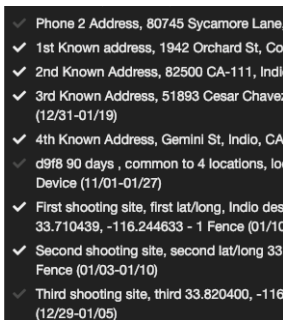 Phone 2 Address, 80745 Sycamore Lane,
1st Known address, 1942 Orchard St, Co
2nd Known Address, 82500 CA-111, Indi
3rd Known Address, 51893 Cesar Chavez
(12/31-01/19)
4th Known Address, Gemini St, Indio, CA
d9f8 90 days , common to 4 locations, lo
Device (11/01-01/27)
First shooting site, first lat/long, Indio des
33.710439, -116.244633 - 1 Fence (01/10
Second shooting site, second lat/long 33
Fence (01/03-01/10)
Third shooting site, third 33.820400, -116
(12/29-01/05)